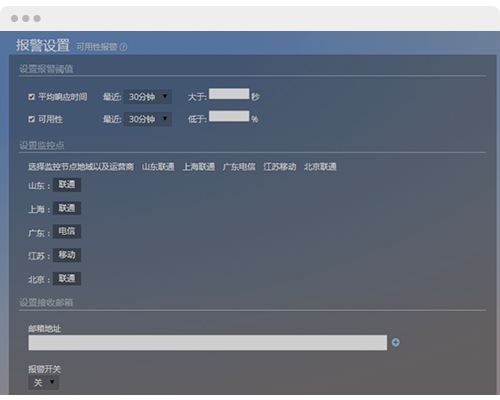 报警设置 可用性报警 ?
设置报警阈值
平均响应时间 最近: 30分钟 大于: 秒
可用性 最近: 30分钟 低于: %
设置监控点
选择监控节点地域以及运营商 山东联通 上海联通 广东电信 江苏移动 北京联通
山东: 联通
上海: 联通
广东: 电信
江苏: 移动
北京: 联通
设置接收邮箱
邮箱地址
报警开关
关